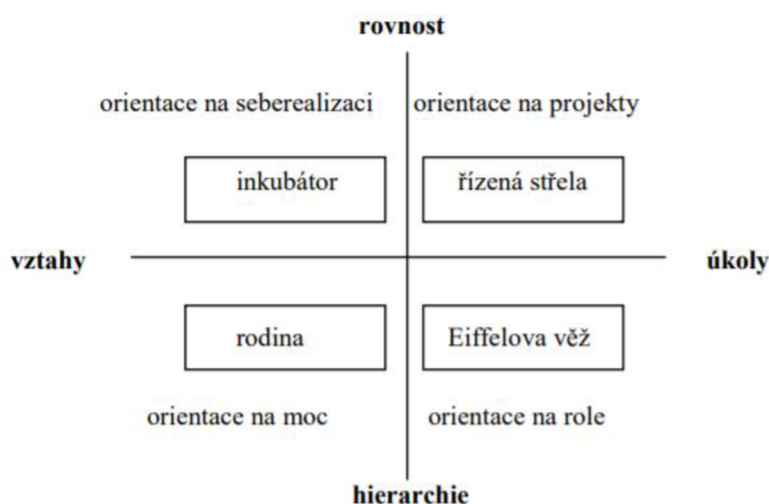 rovnost
orientace na seberealizaci
orientace na projekty
inkubátor
řízená střela
vztahy
úkoly
rodina
Eiffelova věž
orientace na moc
orientace na role
hierarchie